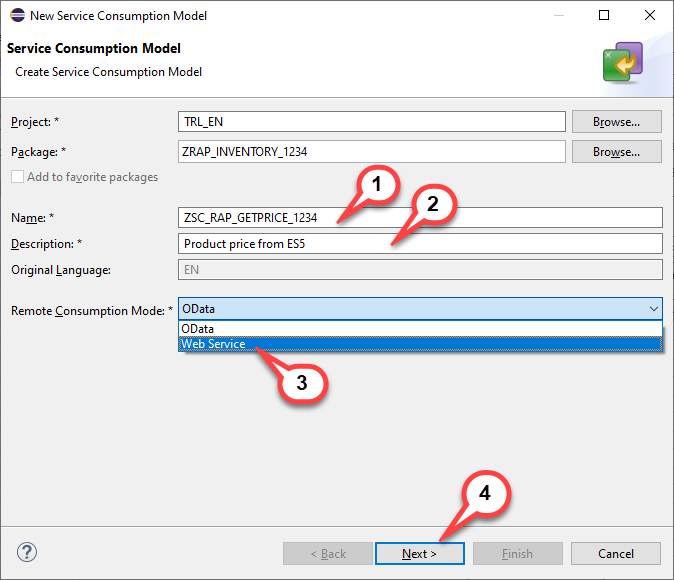 New Service Consumption Model
Service Consumption Model
Create Service Consumption Model
Project: * TRL_EN Browse...
Package: * ZRAP_INVENTORY_1234 Browse...
Add to favorite packages
1
2
Name: * ZSC_RAP_GETPRICE_1234
Description: * Product price from ES5
Original Language: EN
Remote Consumption Mode: * OData
OData
Web Service
3
4
? < Back Next > Finish Cancel